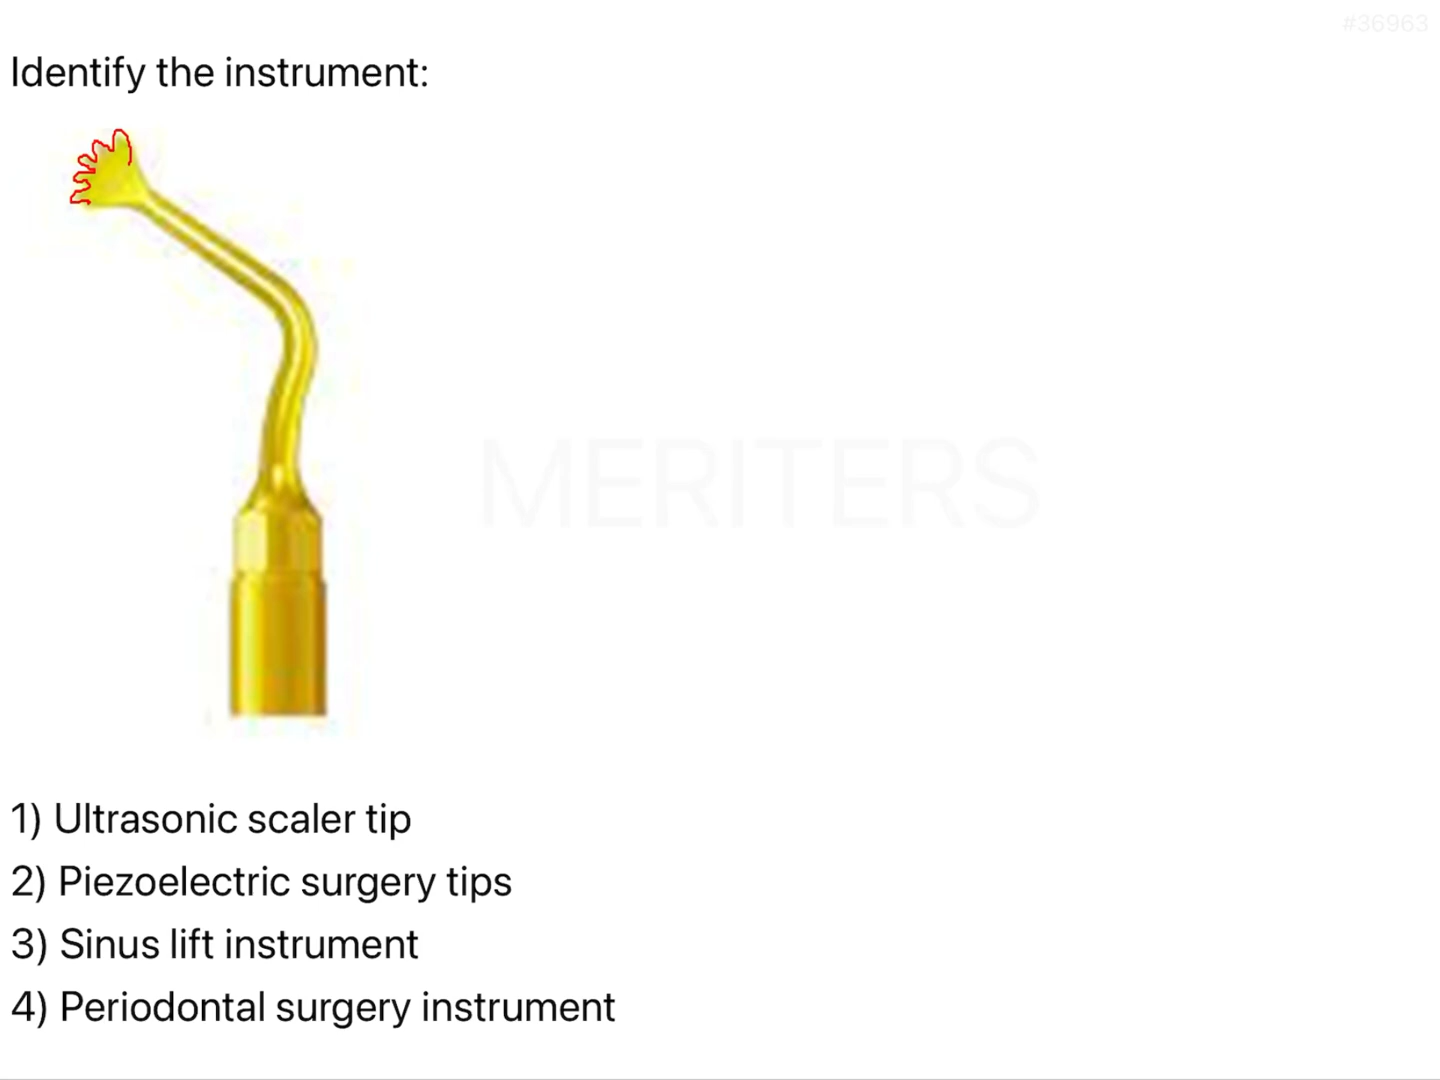 #36963
Identify the instrument:
MERITERS
1) Ultrasonic scaler tip
2) Piezoelectric surgery tips
3) Sinus lift instrument
4) Periodontal surgery instrument